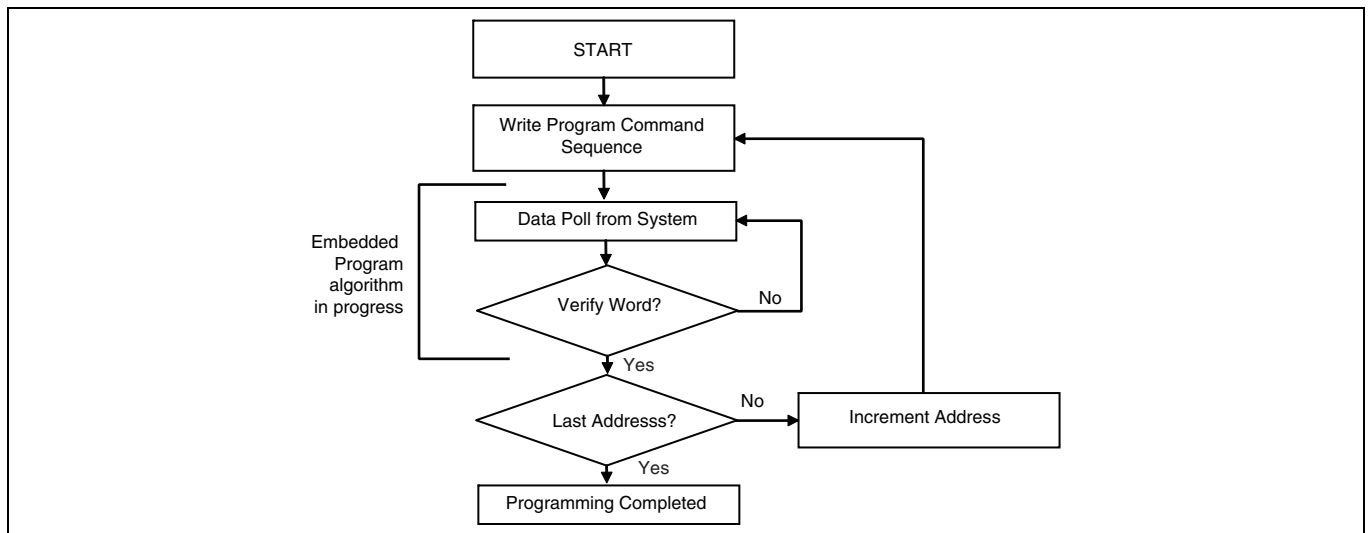 START
Write Program Command
Sequence
Data Poll from System
Embedded
Program
algorithm
in progress
Verify Word?
No
Yes
Last Addresss?
No
Increment Address
Yes
Programming Completed